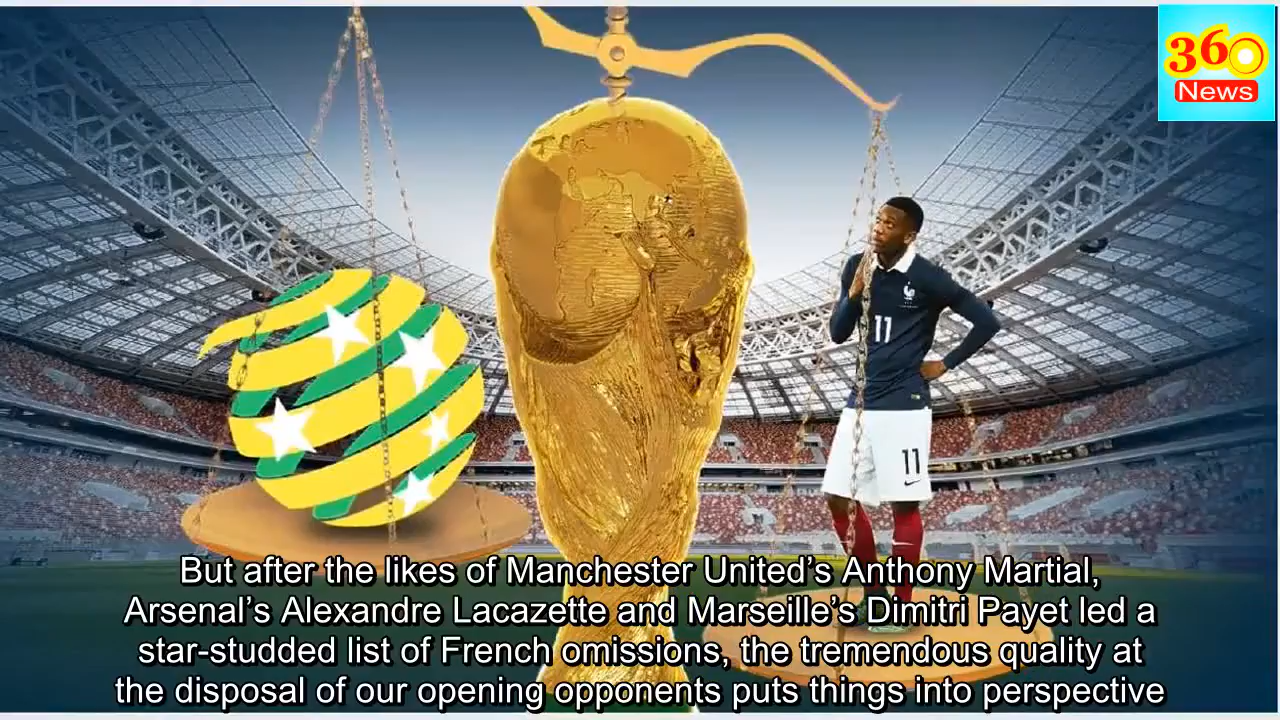 360
News
11
11
But after the likes of Manchester United’s Anthony Martial,
Arsenal’s Alexandre Lacazette and Marseille’s Dimitri Payet led a
star-studded list of French omissions, the tremendous quality at
the disposal of our opening opponents puts things into perspective